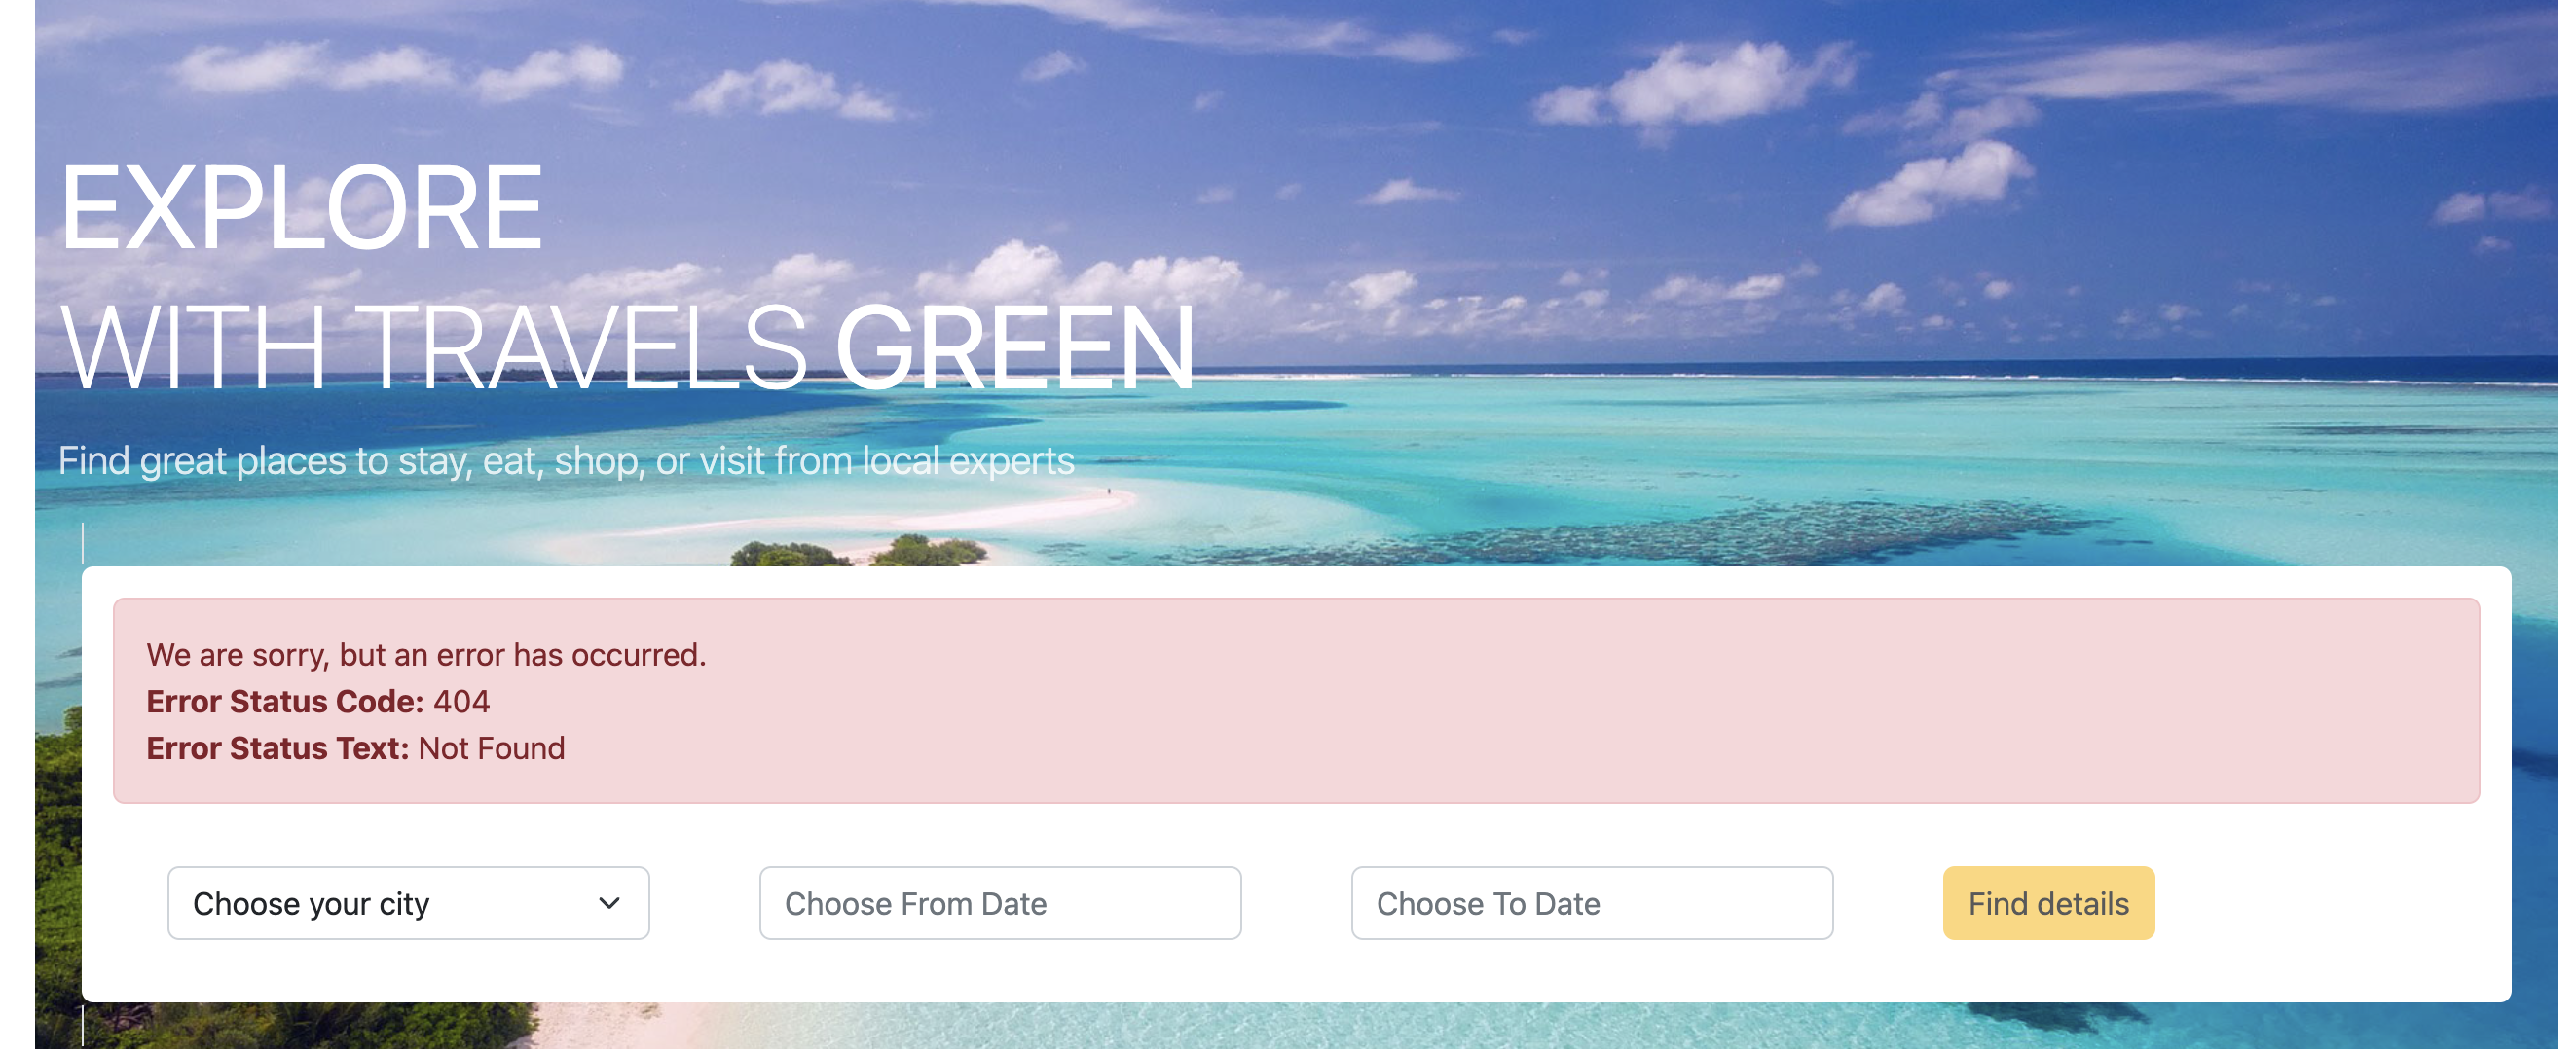 EXPLORE
WITH TRAVELS GREEN
Find great places to stay, eat, shop, or visit from local experts
We are sorry, but an error has occurred.
Error Status Code: 404
Error Status Text: Not Found
Choose your city
Choose From Date
Choose To Date
Find details